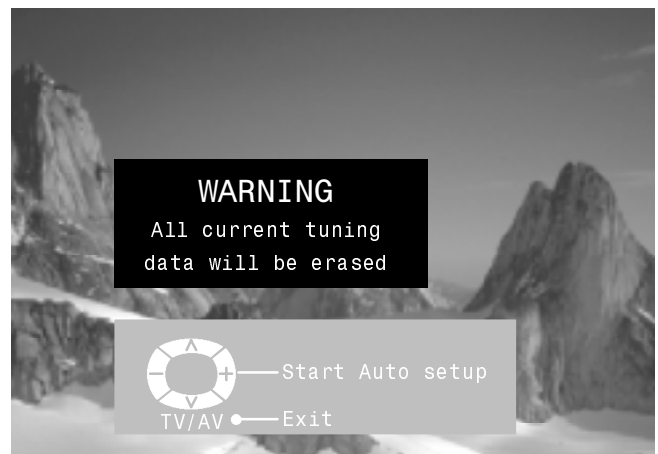 WARNING
All current tuning
data will be erased
Start Auto setup
TV/AV Exit